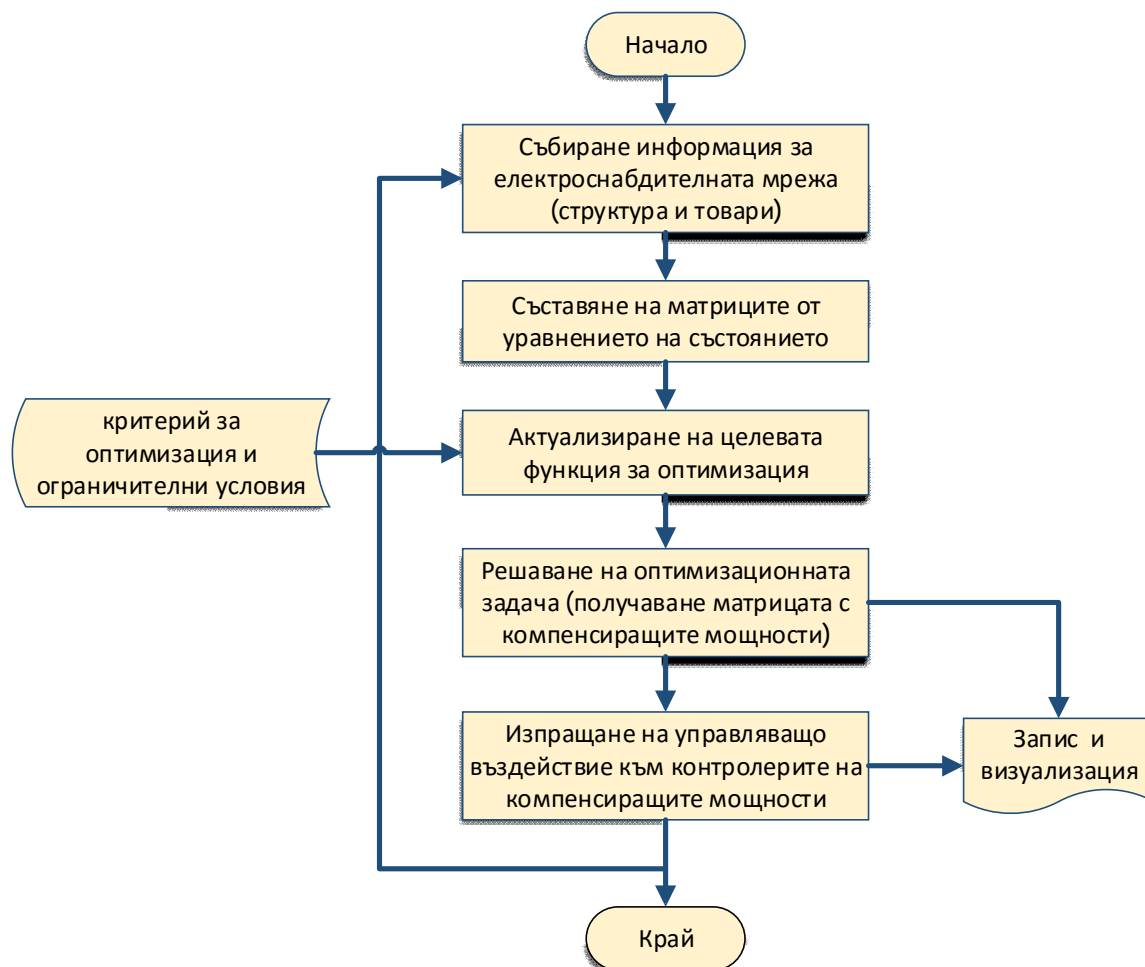 Начало
Събиране информация за
електроснабдителната мрежа
(структура и товари)
Съставяне на матриците от
уравнението на състоянието
критерий за
оптимизация и
ограничителни условия
Актуализиране на целевата
функция за оптимизация
Решаване на оптимизационната
задача (получаване матрицата с
компенсиращите мощности)
Изпращане на управляващо
въздействие към контролерите на
компенсиращите мощности
Запис и
визуализация
Край